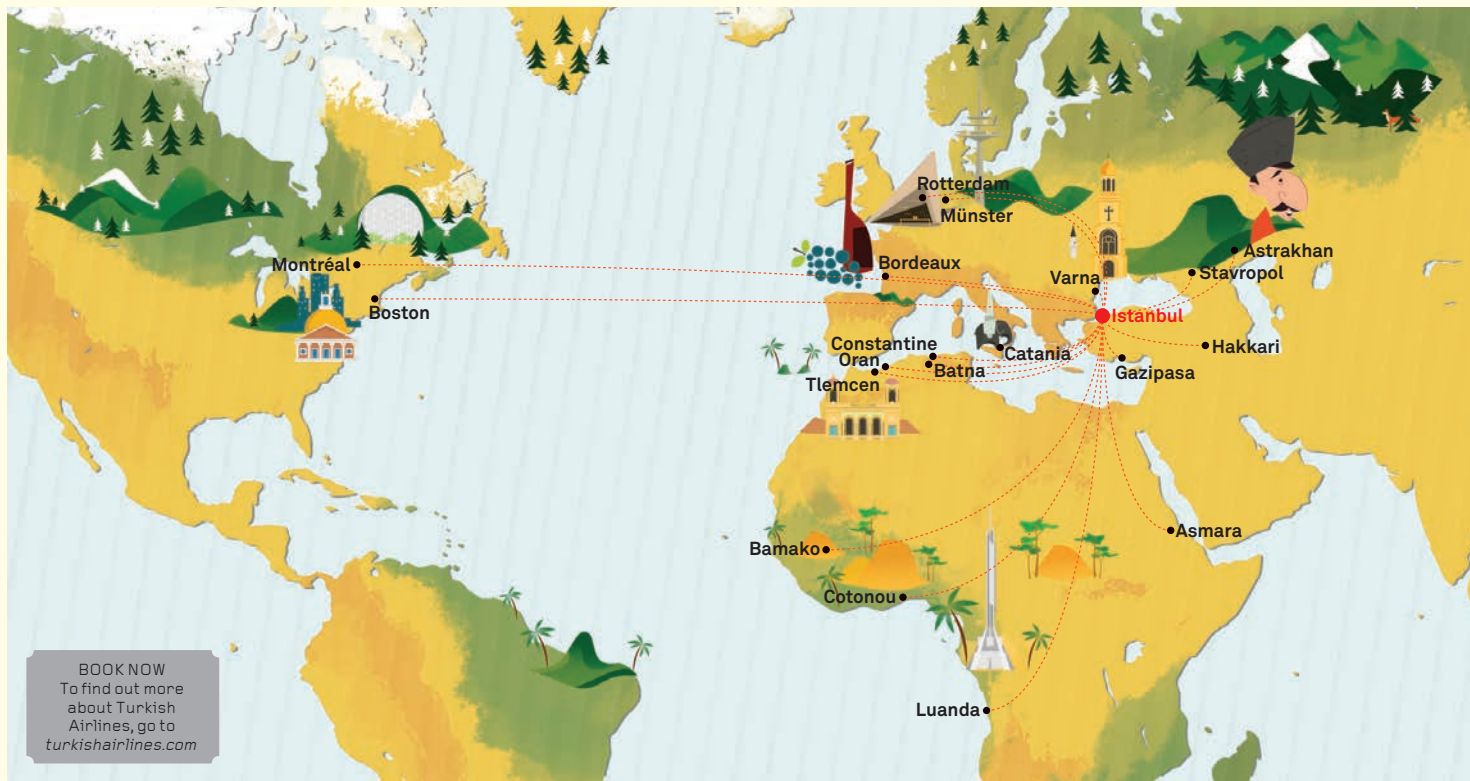 Rotterdam
Münster
Astrakhan
Montréal
Bordeaux
Varna
Stavropol
Boston
Istanbul
Constantine
Catania
Hakkari
Oran
Batna
Gazipasa
Tlemcen
Asmara
Bamako
Cotonou
Luanda
BOOK NOW
To find out more
about Turkish
Airlines, go to
turkishairlines.com